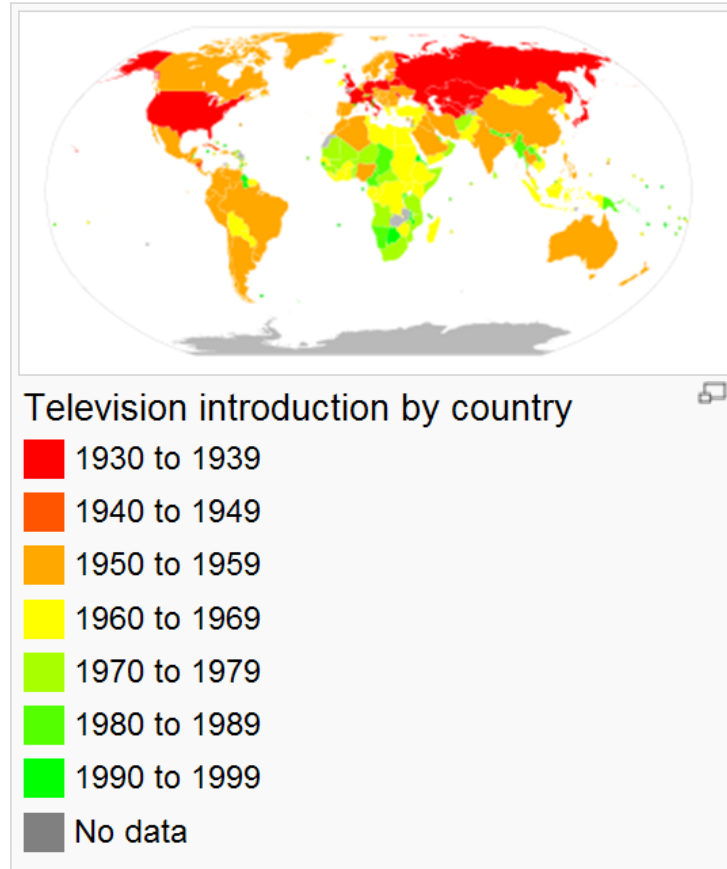 Television introduction by country
1930 to 1939
1940 to 1949
1950 to 1959
1960 to 1969
1970 to 1979
1980 to 1989
1990 to 1999
No data